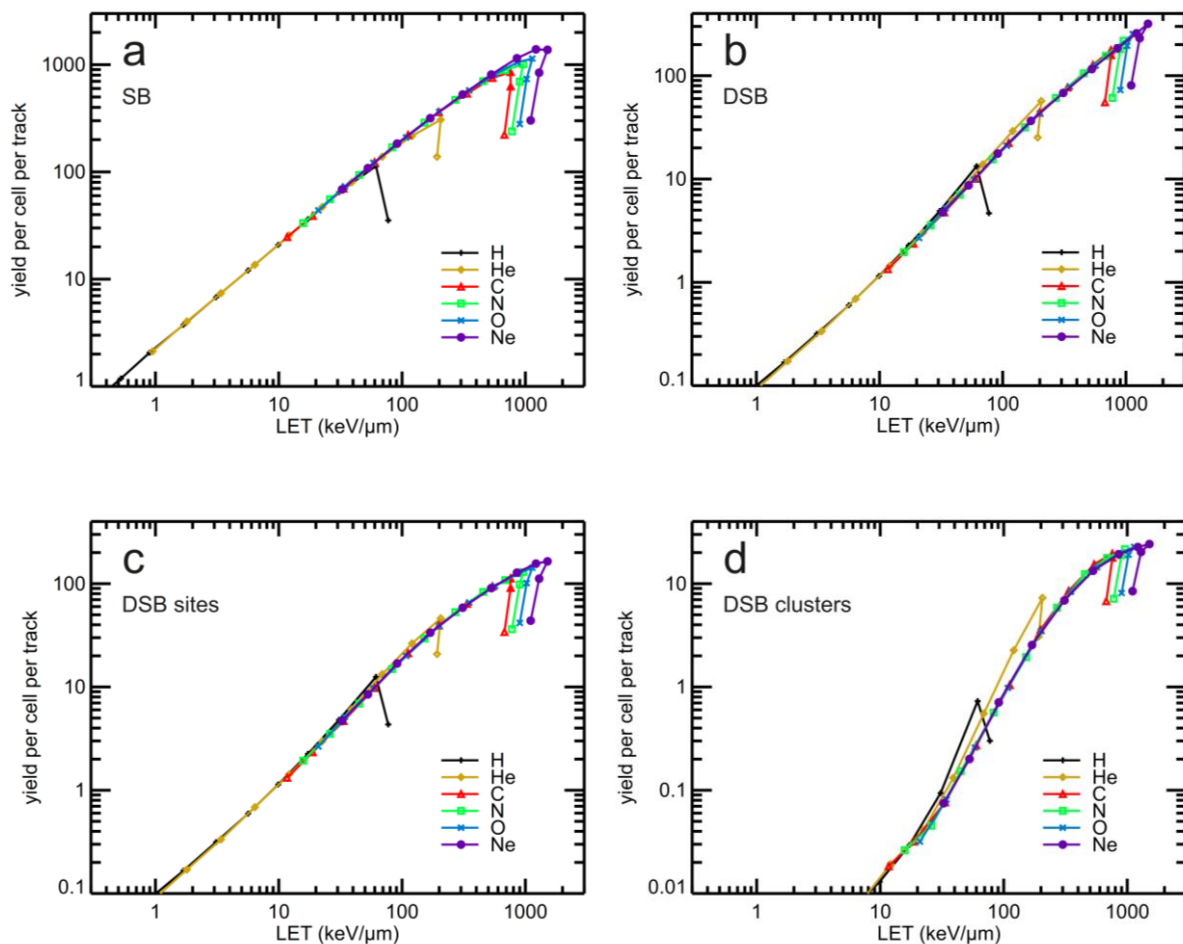 a
SB
yield per cell per track
1000
100
10
1
H
He
C
N
O
Ne
1 10 100 1000
LET (keV/µm)
b
DSB
yield per cell per track
100
10
1
0.1
H
He
C
N
O
Ne
1 10 100 1000
LET (keV/µm)
c
DSB sites
yield per cell per track
100
10
1
0.1
H
He
C
N
O
Ne
1 10 100 1000
LET (keV/µm)
d
DSB clusters
yield per cell per track
10
1
0.1
0.01
H
He
C
N
O
Ne
1 10 100 1000
LET (keV/µm)